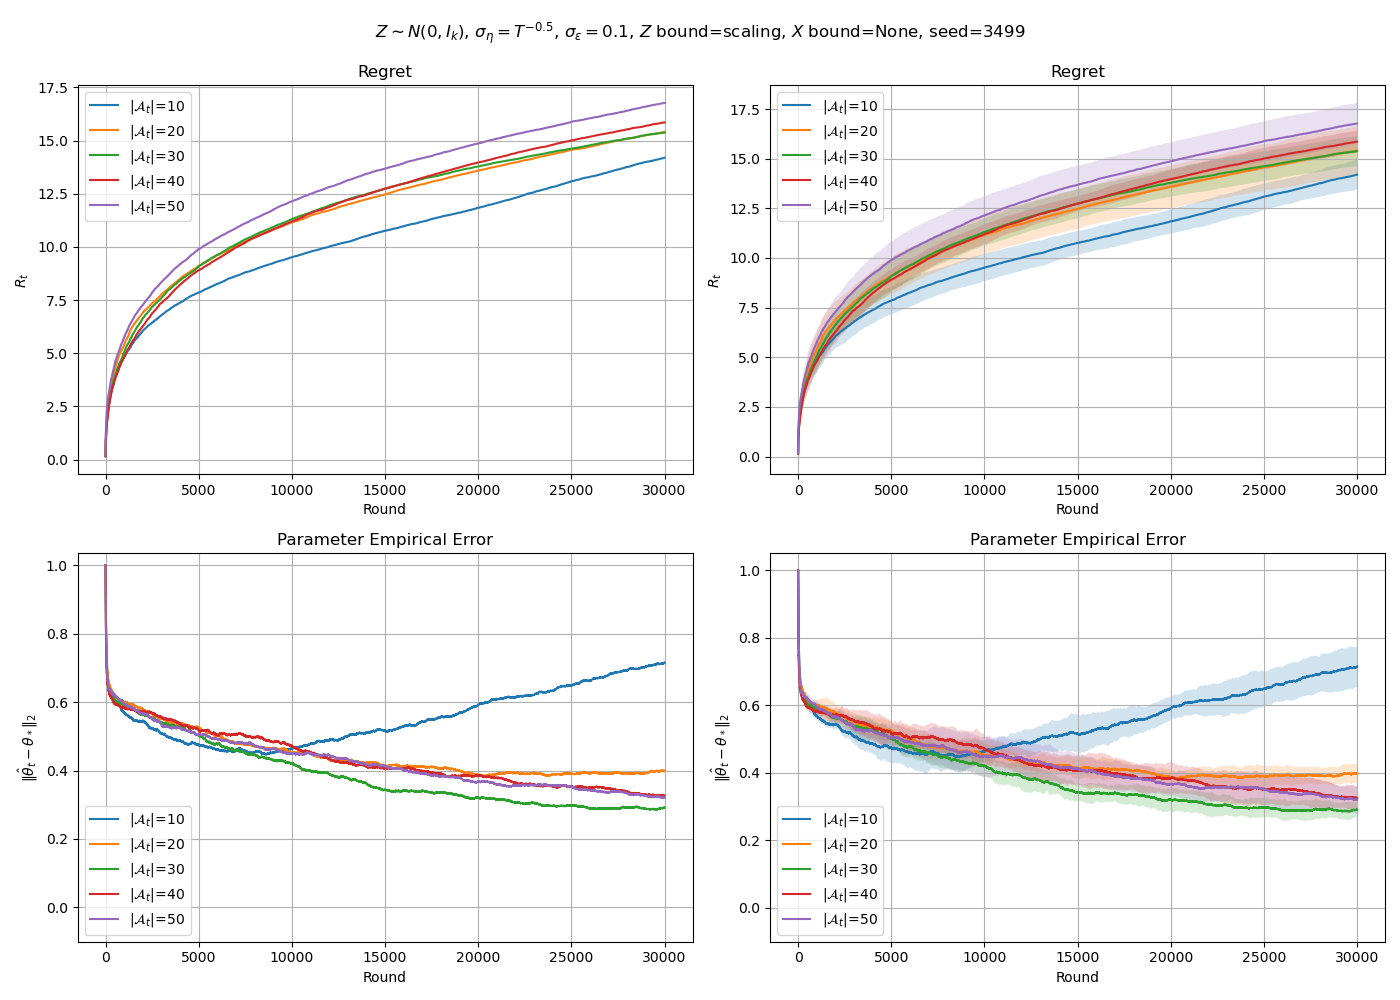 Z ~ N(0, I_k), σ_η = T^{−0.5}, σ_ε = 0.1, Z bound=scaling, X bound=None, seed=3499
Regret
17.5
15.0
12.5
10.0
7.5
5.0
2.5
0.0
R_t
|𝒜_t|=10
|𝒜_t|=20
|𝒜_t|=30
|𝒜_t|=40
|𝒜_t|=50
0 5000 10000 15000 20000 25000 30000
Round
Regret
17.5
15.0
12.5
10.0
7.5
5.0
2.5
0.0
R_t
|𝒜_t|=10
|𝒜_t|=20
|𝒜_t|=30
|𝒜_t|=40
|𝒜_t|=50
0 5000 10000 15000 20000 25000 30000
Round
Parameter Empirical Error
1.0
0.8
0.6
0.4
0.2
0.0
‖θ̂_t − θ_*‖_2
|𝒜_t|=10
|𝒜_t|=20
|𝒜_t|=30
|𝒜_t|=40
|𝒜_t|=50
0 5000 10000 15000 20000 25000 30000
Round
Parameter Empirical Error
1.0
0.8
0.6
0.4
0.2
0.0
‖θ̂_t − θ_*‖_2
|𝒜_t|=10
|𝒜_t|=20
|𝒜_t|=30
|𝒜_t|=40
|𝒜_t|=50
0 5000 10000 15000 20000 25000 30000
Round